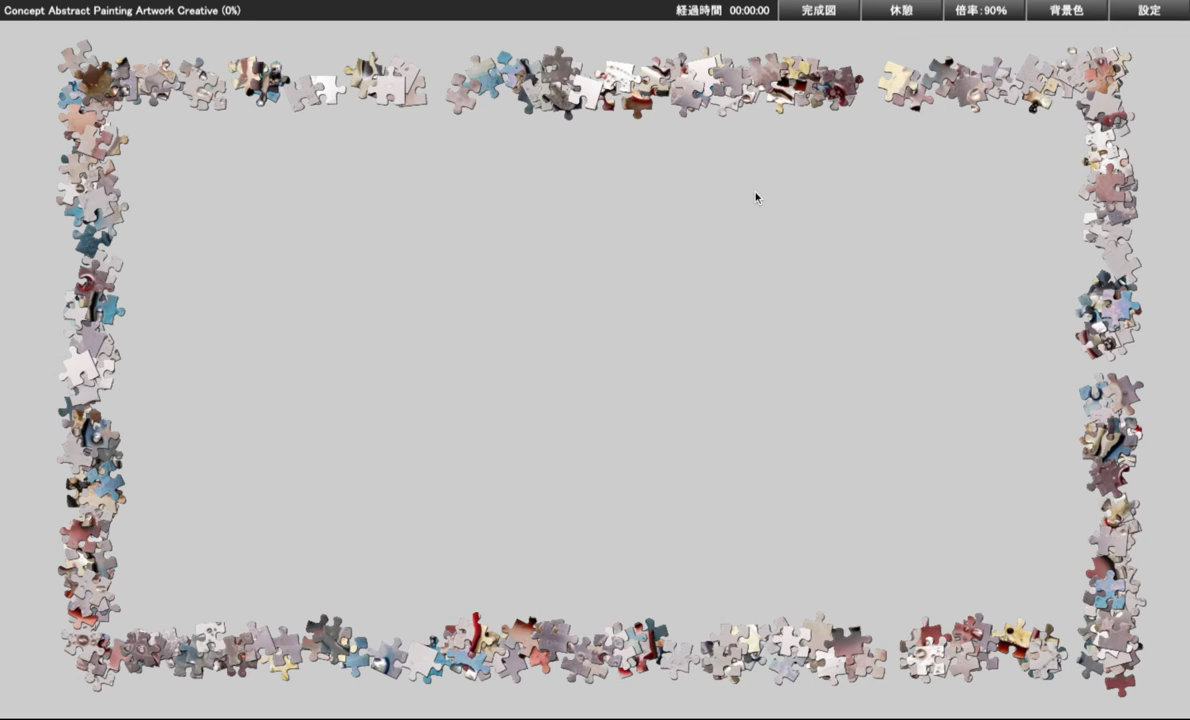 Concept Abstract Painting Artwork Creative (0%)
経過時間 00:00:00
完成図
休憩
倍率:90%
背景色
設定